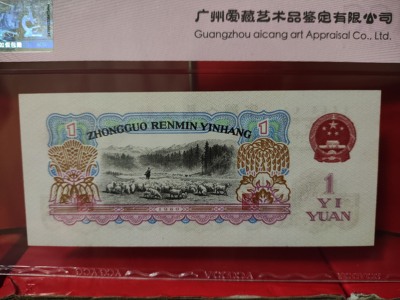 广州爱藏艺术品鉴定有限公司
Guangzhou aicang art Appraisal Co., Ltd.
1
1
ZHONGGUO RENMIN YINHANG
1
YI
YUAN
1960